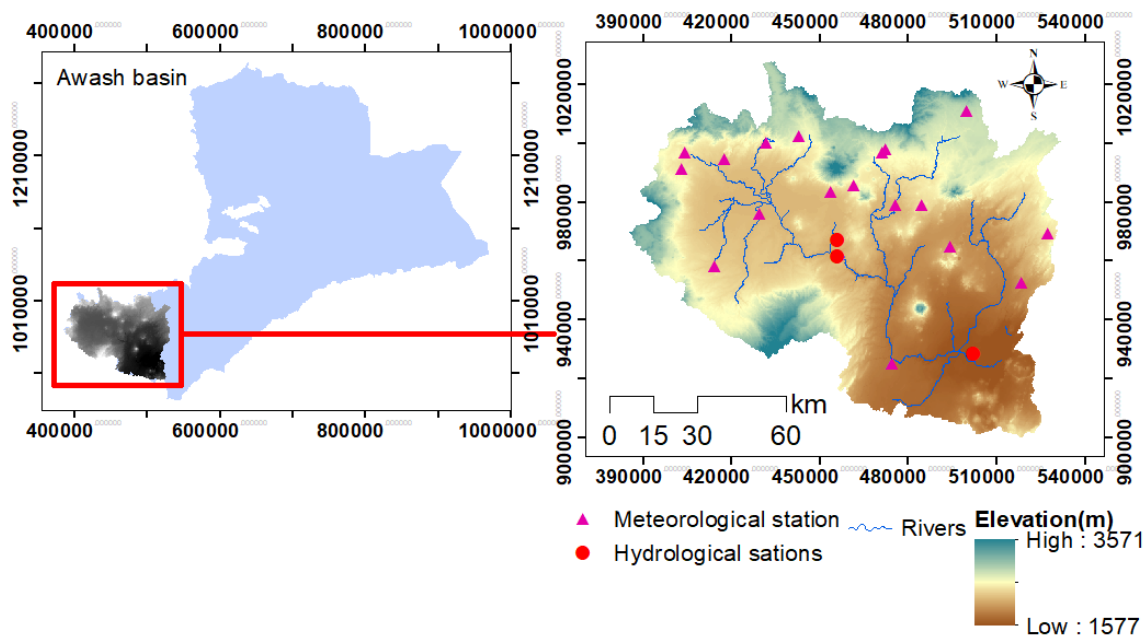 400000 600000 800000 1000000
Awash basin
1210000
1010000
1210000
1010000
400000 600000 800000 1000000
390000 420000 450000 480000 510000 540000
N
W E
S
1020000
980000
940000
900000
1020000
980000
940000
900000
km
0 15 30 60
390000 420000 450000 480000 510000 540000
Meteorological station
Rivers
Hydrological sations
Elevation(m)
High : 3571
Low : 1577